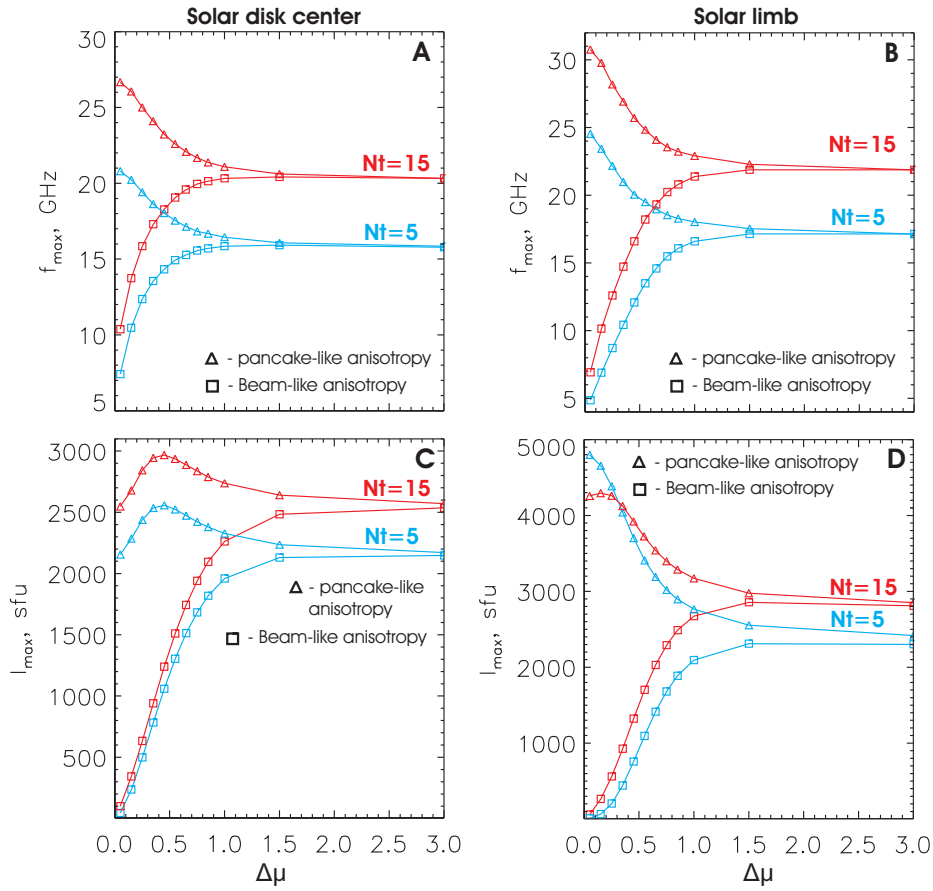 Solar disk center
Solar limb
A
30
25
20
15
10
5
f_max, GHz
Nt=15
Nt=5
△ - pancake-like anisotropy
□ - Beam-like anisotropy
B
30
25
20
15
10
5
f_max, GHz
Nt=15
Nt=5
△ - pancake-like anisotropy
□ - Beam-like anisotropy
C
3000
2500
2000
1500
1000
500
I_max, sfu
Nt=15
Nt=5
△ - pancake-like
anisotropy
□ - Beam-like anisotropy
0.0 0.5 1.0 1.5 2.0 2.5 3.0
Δμ
D
5000
4000
3000
2000
1000
I_max, sfu
△ - pancake-like anisotropy
□ - Beam-like anisotropy
Nt=15
Nt=5
0.0 0.5 1.0 1.5 2.0 2.5 3.0
Δμ